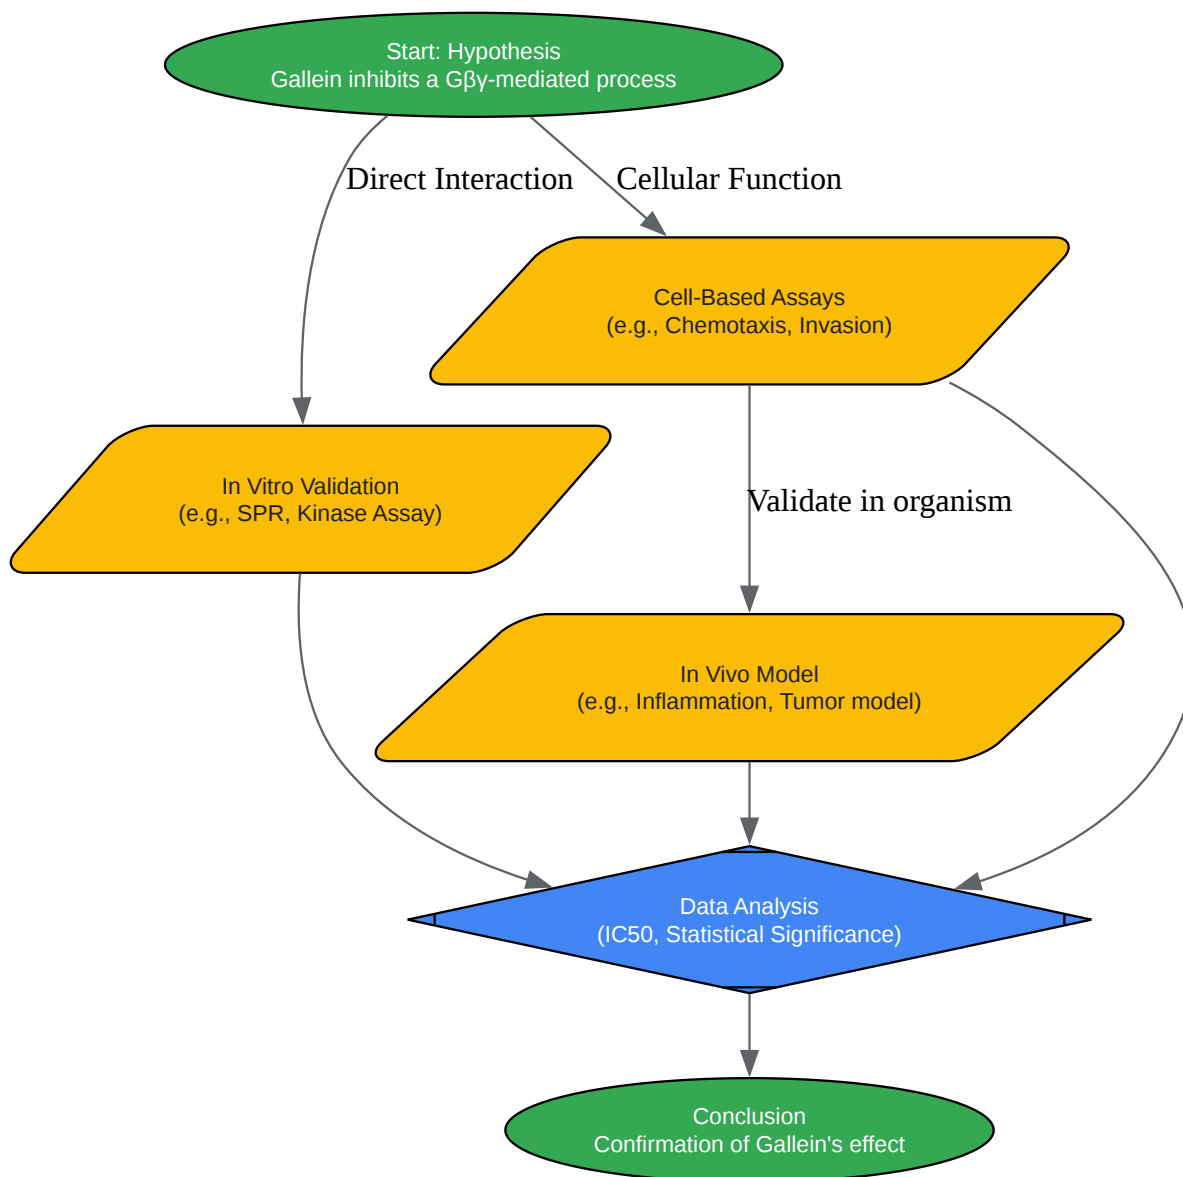 Start: Hypothesis
Gallein inhibits a Gβγ-mediated process
Direct Interaction
Cellular Function
Cell-Based Assays
(e.g., Chemotaxis, Invasion)
In Vitro Validation
(e.g., SPR, Kinase Assay)
Validate in organism
In Vivo Model
(e.g., Inflammation, Tumor model)
Data Analysis
(IC50, Statistical Significance)
Conclusion
Confirmation of Gallein's effect